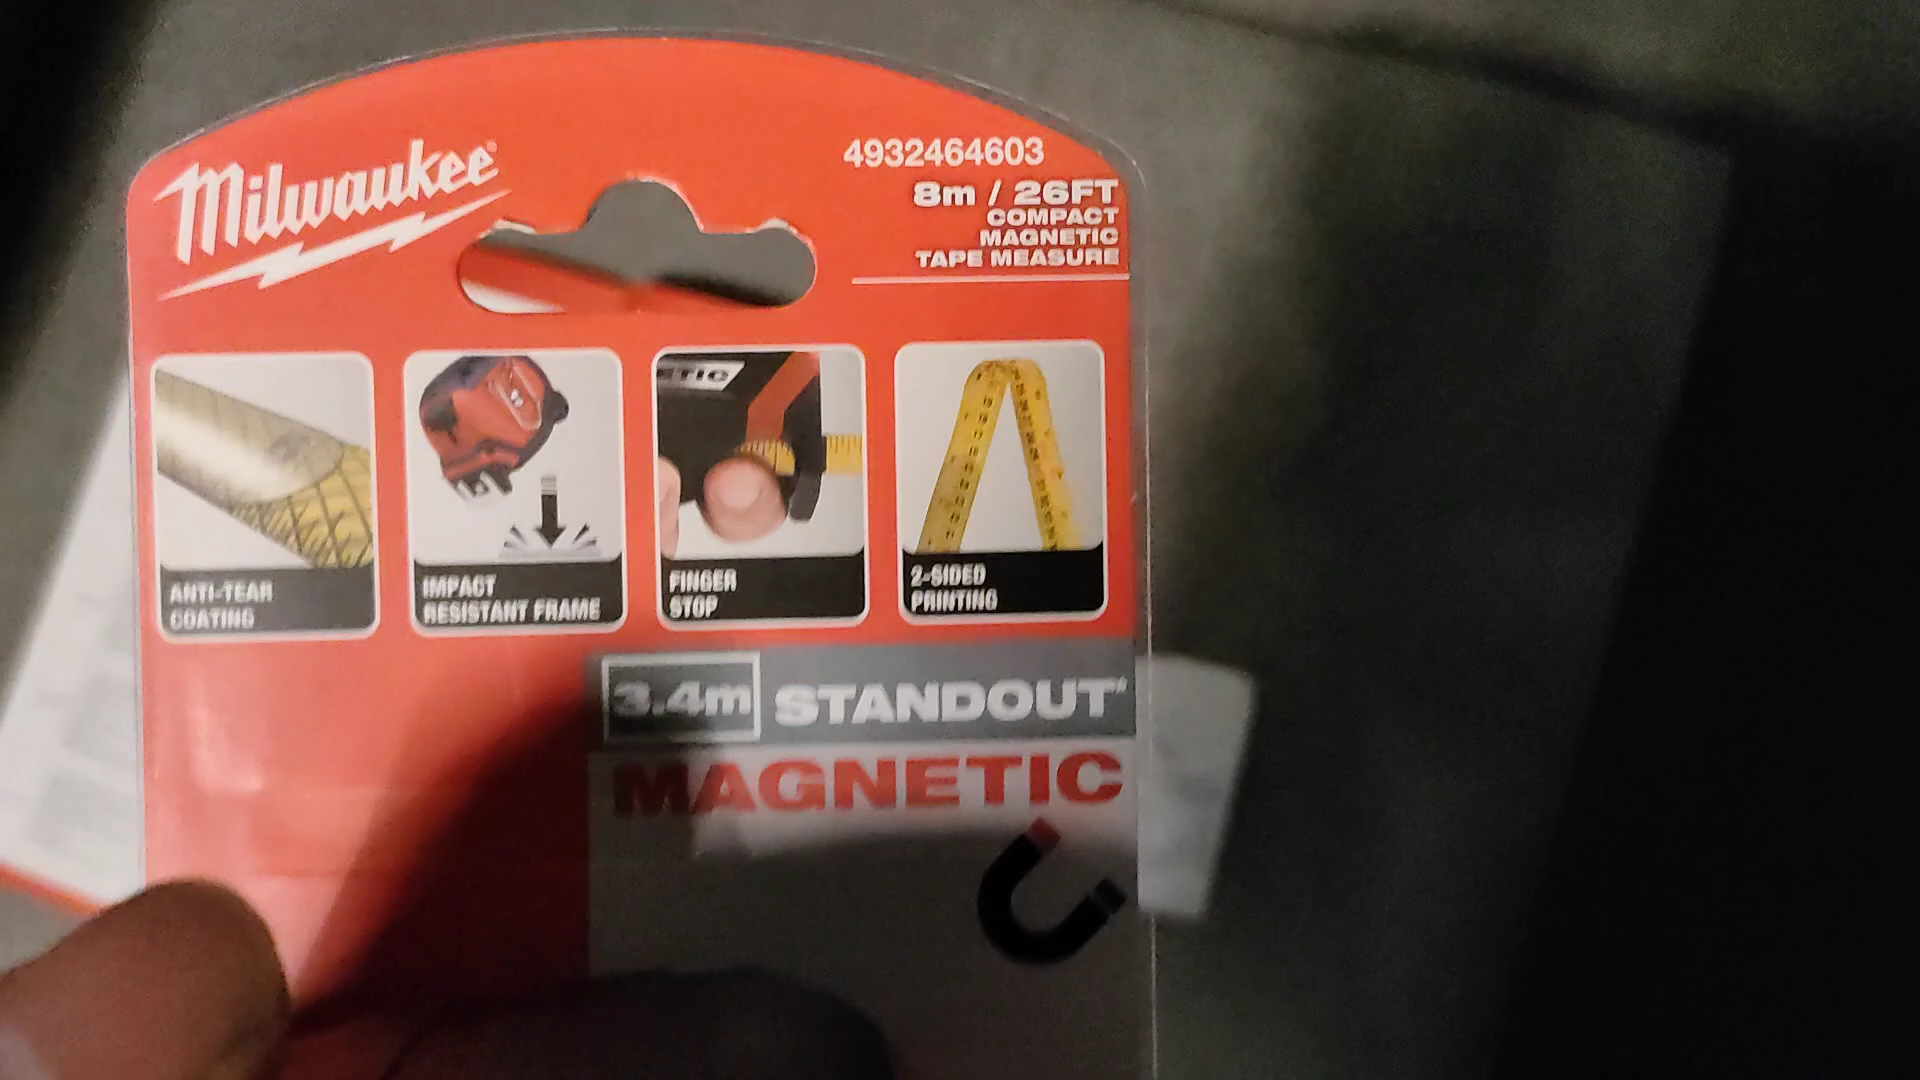 Milwaukee
4932464603
8m / 26FT
COMPACT
MAGNETIC
TAPE MEASURE
ETIC
ANTI-TEAR
COATING
IMPACT
RESISTANT FRAME
FINGER
STOP
2-SIDED
PRINTING
3.4m STANDOUT
MAGNETIC